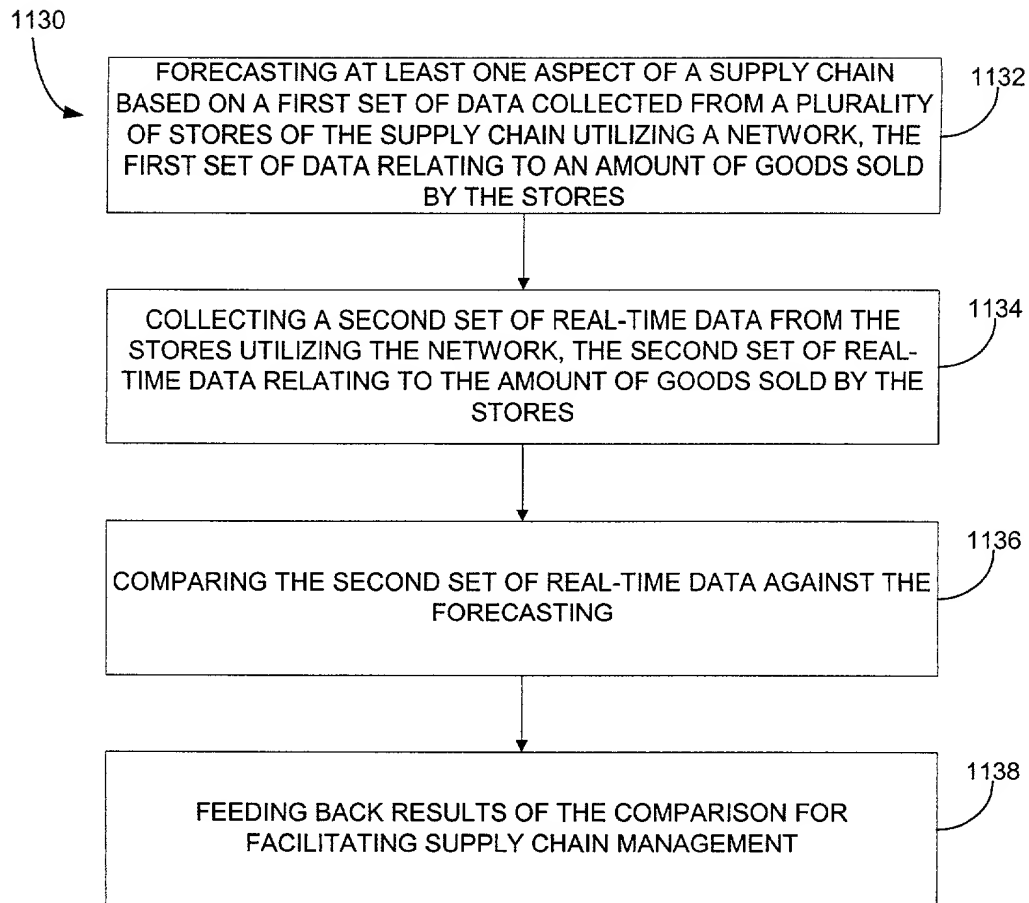 1130
FORECASTING AT LEAST ONE ASPECT OF A SUPPLY CHAIN
BASED ON A FIRST SET OF DATA COLLECTED FROM A PLURALITY
OF STORES OF THE SUPPLY CHAIN UTILIZING A NETWORK, THE
FIRST SET OF DATA RELATING TO AN AMOUNT OF GOODS SOLD
BY THE STORES
1132
COLLECTING A SECOND SET OF REAL-TIME DATA FROM THE
STORES UTILIZING THE NETWORK, THE SECOND SET OF REAL-
TIME DATA RELATING TO THE AMOUNT OF GOODS SOLD BY THE
STORES
1134
COMPARING THE SECOND SET OF REAL-TIME DATA AGAINST THE
FORECASTING
1136
FEEDING BACK RESULTS OF THE COMPARISON FOR
FACILITATING SUPPLY CHAIN MANAGEMENT
1138